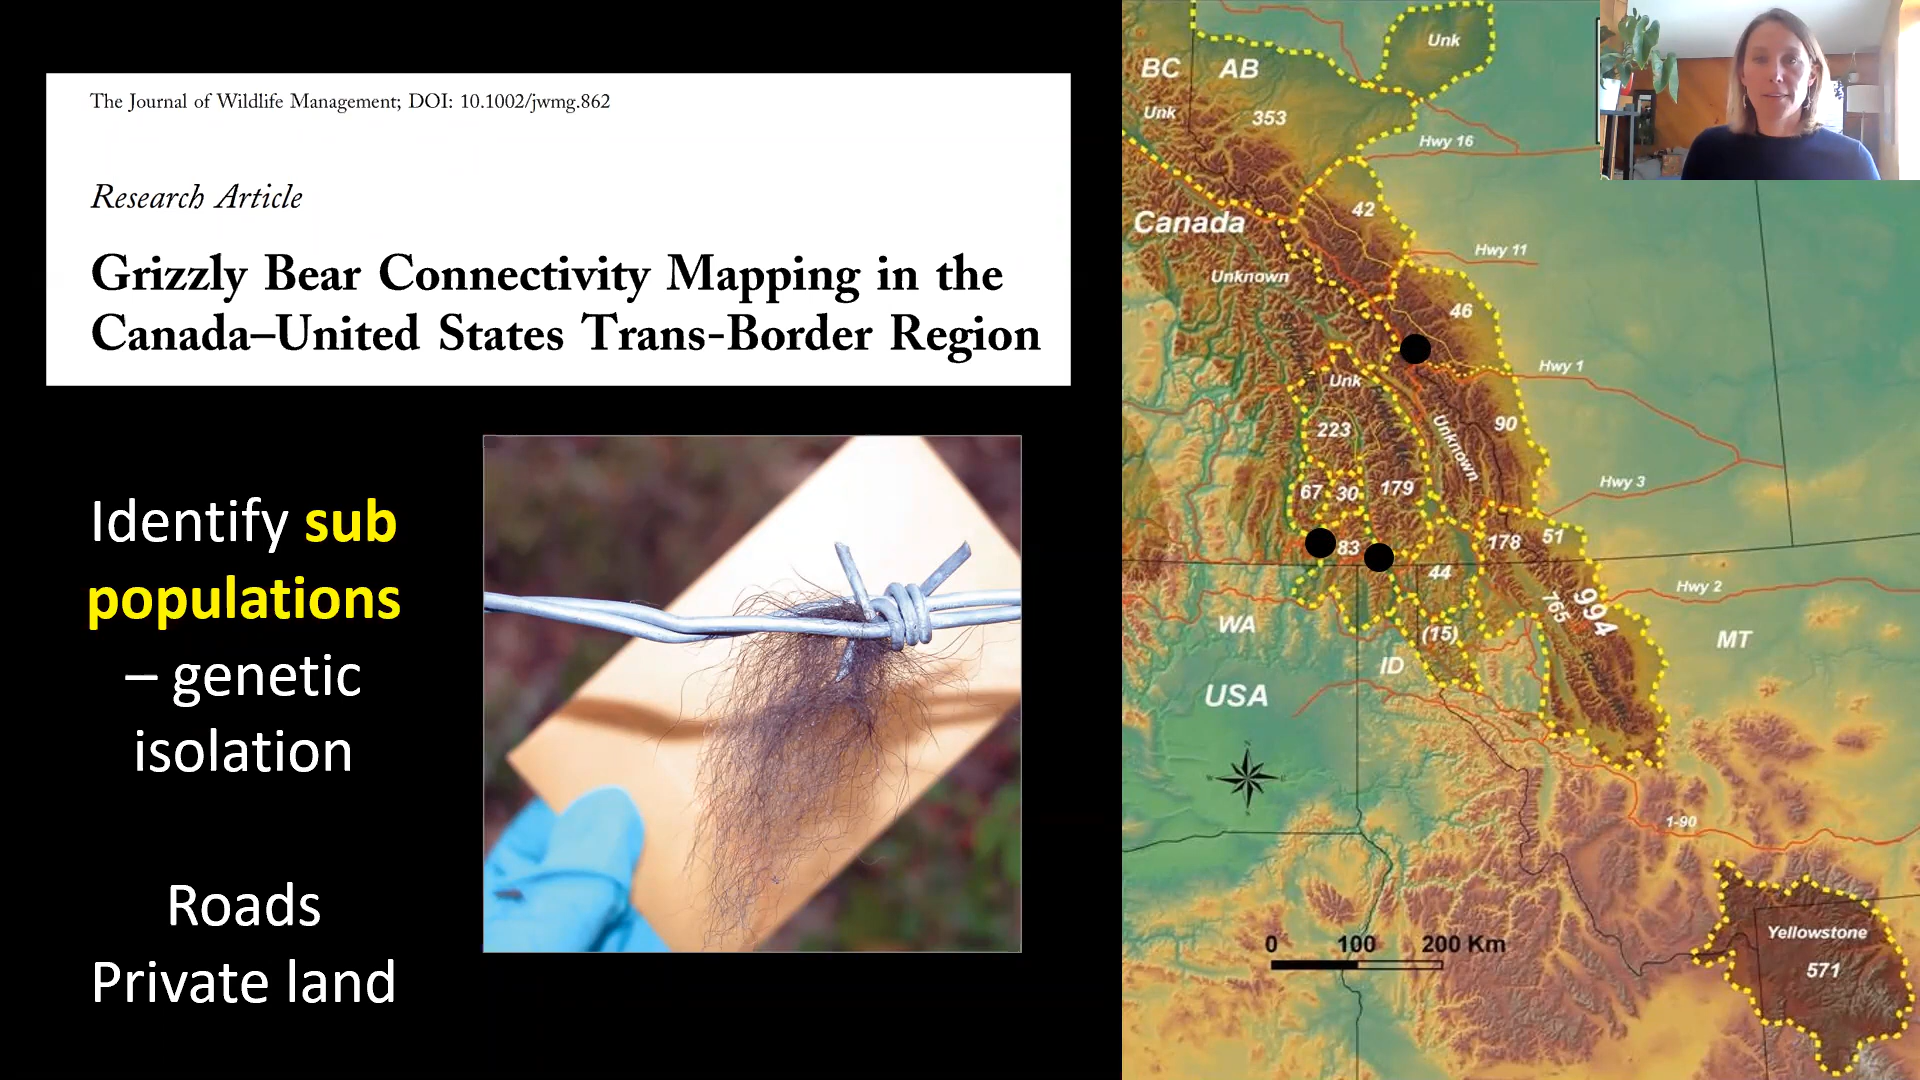 The Journal of Wildlife Management; DOI: 10.1002/jwmg.862
Research Article
Grizzly Bear Connectivity Mapping in the
Canada–United States Trans-Border Region
Identify sub
populations
– genetic
isolation
Roads
Private land
Unk
BC
AB
Unk
353
Hwy 16
42
Canada
Hwy 11
Unknown
46
Hwy 1
Unk
90
223
Unknown
Hwy 3
67
30
179
178
51
83
44
Hwy 2
765
994
WA
(15)
MT
ID
USA
1-90
Yellowstone
571
0
100
200 Km